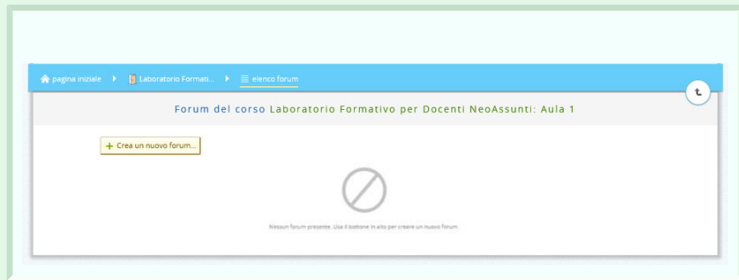 pagina iniziale Laboratorio Formati... elenco forum
Forum del corso Laboratorio Formativo per Docenti NeoAssunti: Aula 1
+ Crea un nuovo forum...
Nessun forum presente. Usa il bottone in alto per creare un nuovo forum.